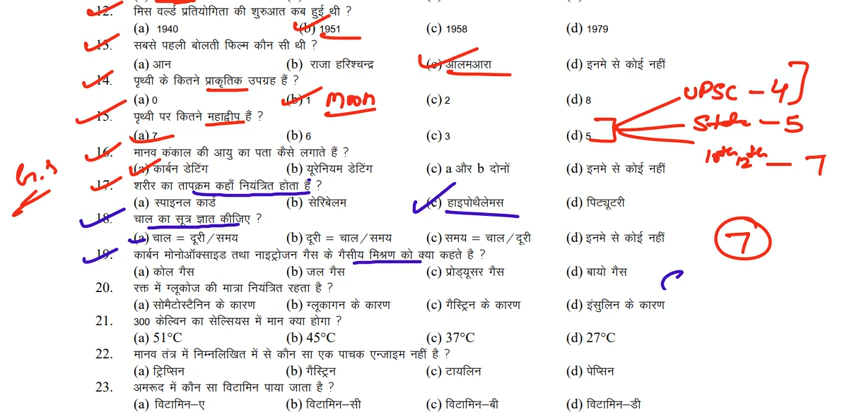 12. मिस वर्ल्ड प्रतियोगिता की शुरुआत कब हुई थी ?
(a) 1940 (b) 1951 (c) 1958 (d) 1979
13. सबसे पहली बोलती फिल्म कौन सी थी ?
(a) आन (b) राजा हरिश्चन्द्र (c) आलमआरा (d) इनमे से कोई नहीं
14. पृथ्वी के कितने प्राकृतिक उपग्रह हैं ?
(a) 0 (b) 1 Moon (c) 2 (d) 8
UPSC – 4
15. पृथ्वी पर कितने महाद्वीप हैं ?
(a) 7 (b) 6 (c) 3 (d) 5
State – 5
10th 12th – 7
16. मानव कंकाल की आयु का पता कैसे लगाते हैं ?
(a) कार्बन डेटिंग (b) यूरेनियम डेटिंग (c) a और b दोनों (d) इनमे से कोई नहीं
17. शरीर का तापक्रम कहाँ नियंत्रित होता है ?
(a) स्पाइनल कार्ड (b) सेरिबेलम (c) हाइपोथैलेमस (d) पिट्यूटरी
18. चाल का सूत्र ज्ञात कीजिए ?
(a) चाल = दूरी/समय (b) दूरी = चाल/समय (c) समय = चाल/दूरी (d) इनमे से कोई नहीं
7
19. कार्बन मोनोऑक्साइड तथा नाइट्रोजन गैस के गैसीय मिश्रण को क्या कहते है ?
(a) कोल गैस (b) जल गैस (c) प्रोड्यूसर गैस (d) बायो गैस
20. रक्त में ग्लूकोज की मात्रा नियंत्रित रहता है ?
(a) सोमैटोस्टैनिन के कारण (b) ग्लूकागन के कारण (c) गैस्ट्रिन के कारण (d) इंसुलिन के कारण
21. 300 केल्विन का सेल्सियस में मान क्या होगा ?
(a) 51°C (b) 45°C (c) 37°C (d) 27°C
22. मानव तंत्र में निम्नलिखित में से कौन सा एक पाचक एन्जाइम नहीं है ?
(a) ट्रिप्सिन (b) गैस्ट्रिन (c) टायलिन (d) पेप्सिन
23. अमरूद में कौन सा विटामिन पाया जाता है ?
(a) विटामिन–ए (b) विटामिन–सी (c) विटामिन–बी (d) विटामिन–डी